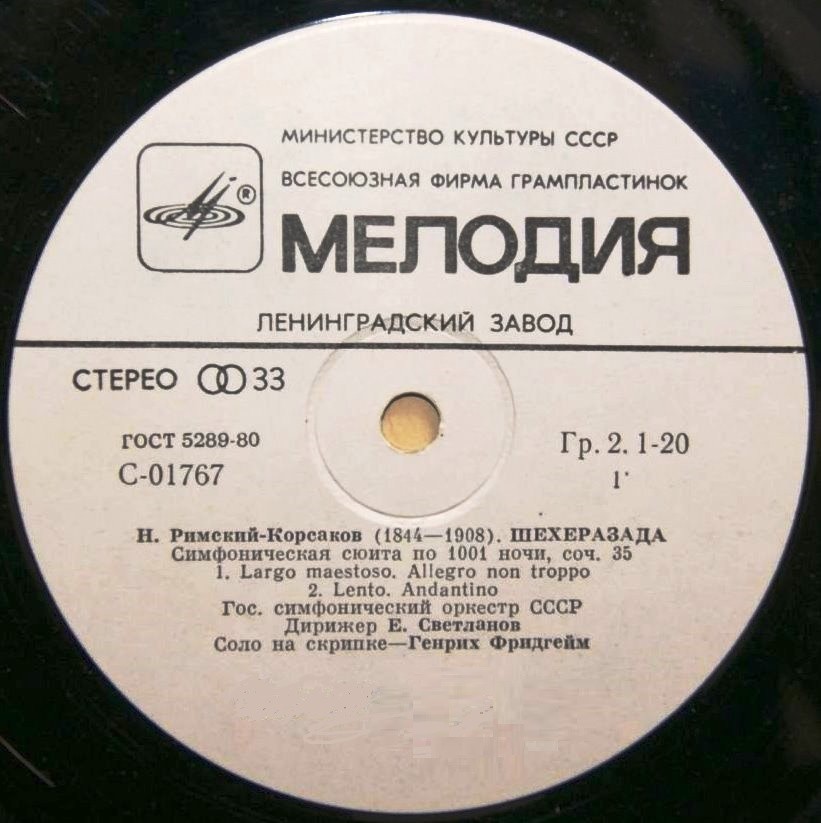 МИНИСТЕРСТВО КУЛЬТУРЫ СССР
ВСЕСОЮЗНАЯ ФИРМА ГРАМПЛАСТИНОК
®
МЕЛОДИЯ
ЛЕНИНГРАДСКИЙ ЗАВОД
СТЕРЕО 33
ГОСТ 5289-80
Гр. 2. 1-20
С-01767
1
Н. Римский-Корсаков (1844—1908). ШЕХЕРАЗАДА
Симфоническая сюита по 1001 ночи, соч. 35
1. Largo maestoso. Allegro non troppo
2. Lento. Andantino
Гос. симфонический оркестр СССР
Дирижер Е. Светланов
Соло на скрипке—Генрих Фридгейм